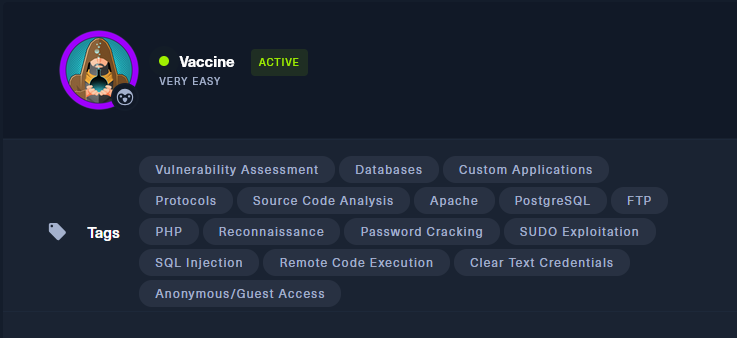 Vaccine ACTIVE
VERY EASY
Vulnerability Assessment Databases Custom Applications
Protocols Source Code Analysis Apache PostgreSQL FTP
Tags PHP Reconnaissance Password Cracking SUDO Exploitation
SQL Injection Remote Code Execution Clear Text Credentials
Anonymous/Guest Access